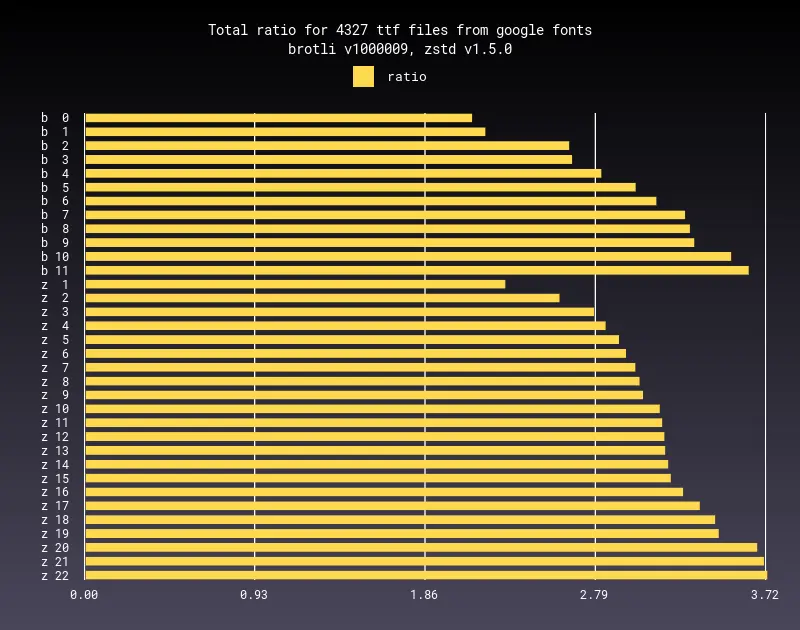 Total ratio for 4327 ttf files from google fonts
brotli v1000009, zstd v1.5.0
ratio
b 0
b 1
b 2
b 3
b 4
b 5
b 6
b 7
b 8
b 9
b 10
b 11
z 1
z 2
z 3
z 4
z 5
z 6
z 7
z 8
z 9
z 10
z 11
z 12
z 13
z 14
z 15
z 16
z 17
z 18
z 19
z 20
z 21
z 22
0.00 0.93 1.86 2.79 3.72